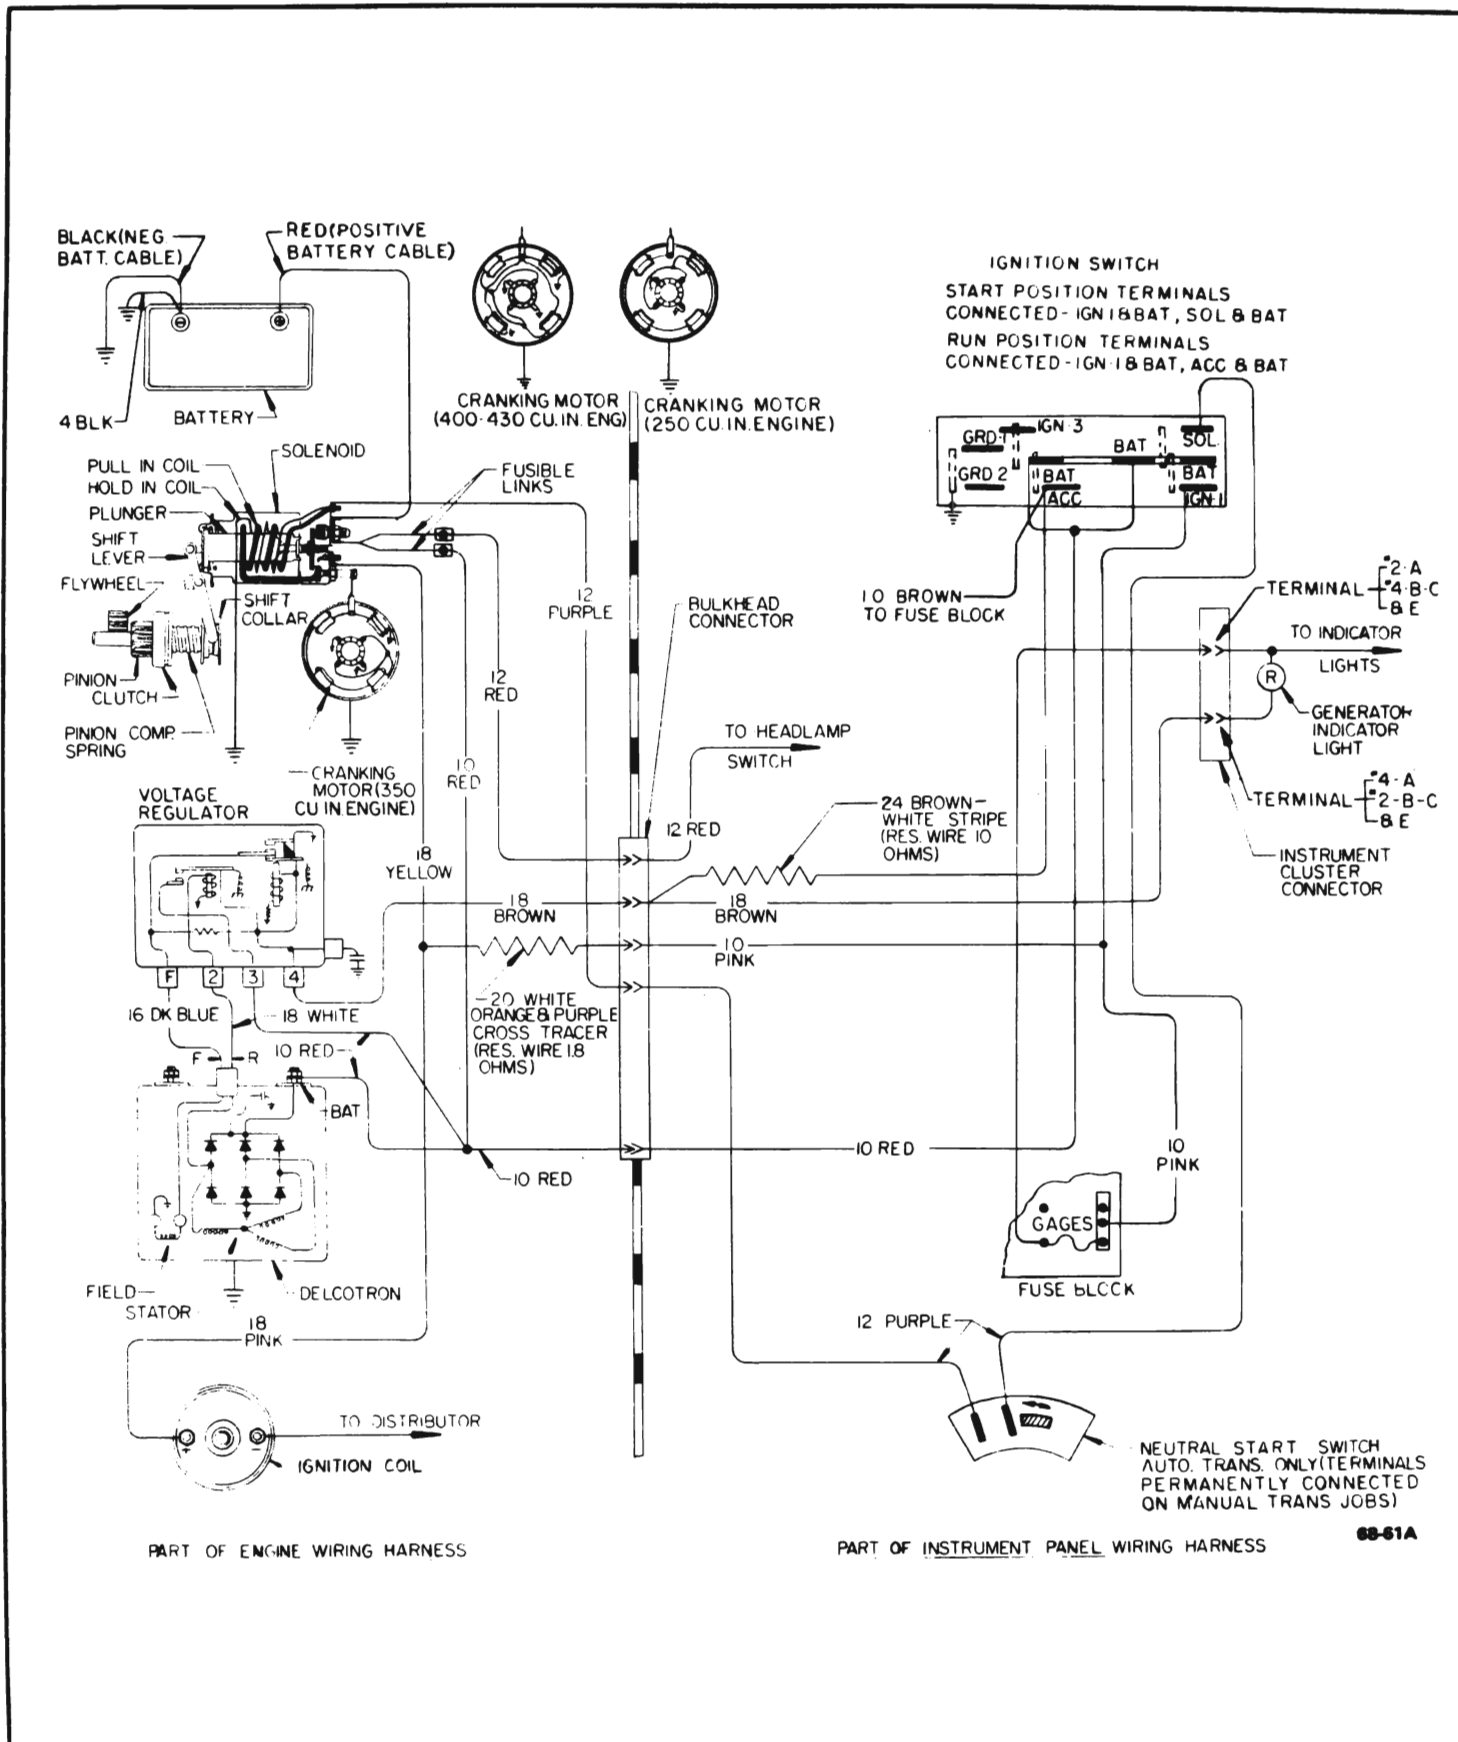 BLACK(NEG.
BATT. CABLE)
RED(POSITIVE
BATTERY CABLE)
4 BLK
BATTERY
CRANKING MOTOR
(400-430 CU. IN. ENG)
CRANKING MOTOR
(250 CU. IN. ENGINE)
IGNITION SWITCH
START POSITION TERMINALS
CONNECTED- IGN 1&BAT, SOL & BAT
RUN POSITION TERMINALS
CONNECTED-IGN-1&BAT, ACC & BAT
GRD-1
IGN-3
BAT
SOL.
GRD 2
BAT
BAT
ACC
IGN-1
SOLENOID
PULL IN COIL
HOLD IN COIL
PLUNGER
SHIFT
LEVER
FLYWHEEL
SHIFT
COLLAR
PINION
CLUTCH
PINION COMP.
SPRING
FUSIBLE
LINKS
12
PURPLE
BULKHEAD
CONNECTOR
10 BROWN
TO FUSE BLOCK
TERMINAL
"2-A
"4-B-C
& E
TO INDICATOR
LIGHTS
R
GENERATOR
INDICATOR
LIGHT
TERMINAL
"4-A
"2-B-C
& E
INSTRUMENT
CLUSTER
CONNECTOR
12
RED
10
RED
CRANKING
MOTOR(350
CU IN. ENGINE)
TO HEADLAMP
SWITCH
12 RED
24 BROWN-
WHITE STRIPE
(RES. WIRE 10
OHMS)
VOLTAGE
REGULATOR
18
YELLOW
18
BROWN
18
BROWN
10
PINK
F
2
3
4
16 DK BLUE
18 WHITE
20 WHITE
ORANGE& PURPLE
CROSS TRACER
(RES. WIRE 1.8
OHMS)
F
R
10 RED
BAT
10 RED
10 RED
10
PINK
GAGES
FUSE BLOCK
FIELD
STATOR
DELCOTRON
18
PINK
12 PURPLE
TO DISTRIBUTOR
+
-
IGNITION COIL
NEUTRAL START SWITCH
AUTO. TRANS. ONLY(TERMINALS
PERMANENTLY CONNECTED
ON MANUAL TRANS JOBS)
68-61A
PART OF ENGINE WIRING HARNESS
PART OF INSTRUMENT PANEL WIRING HARNESS